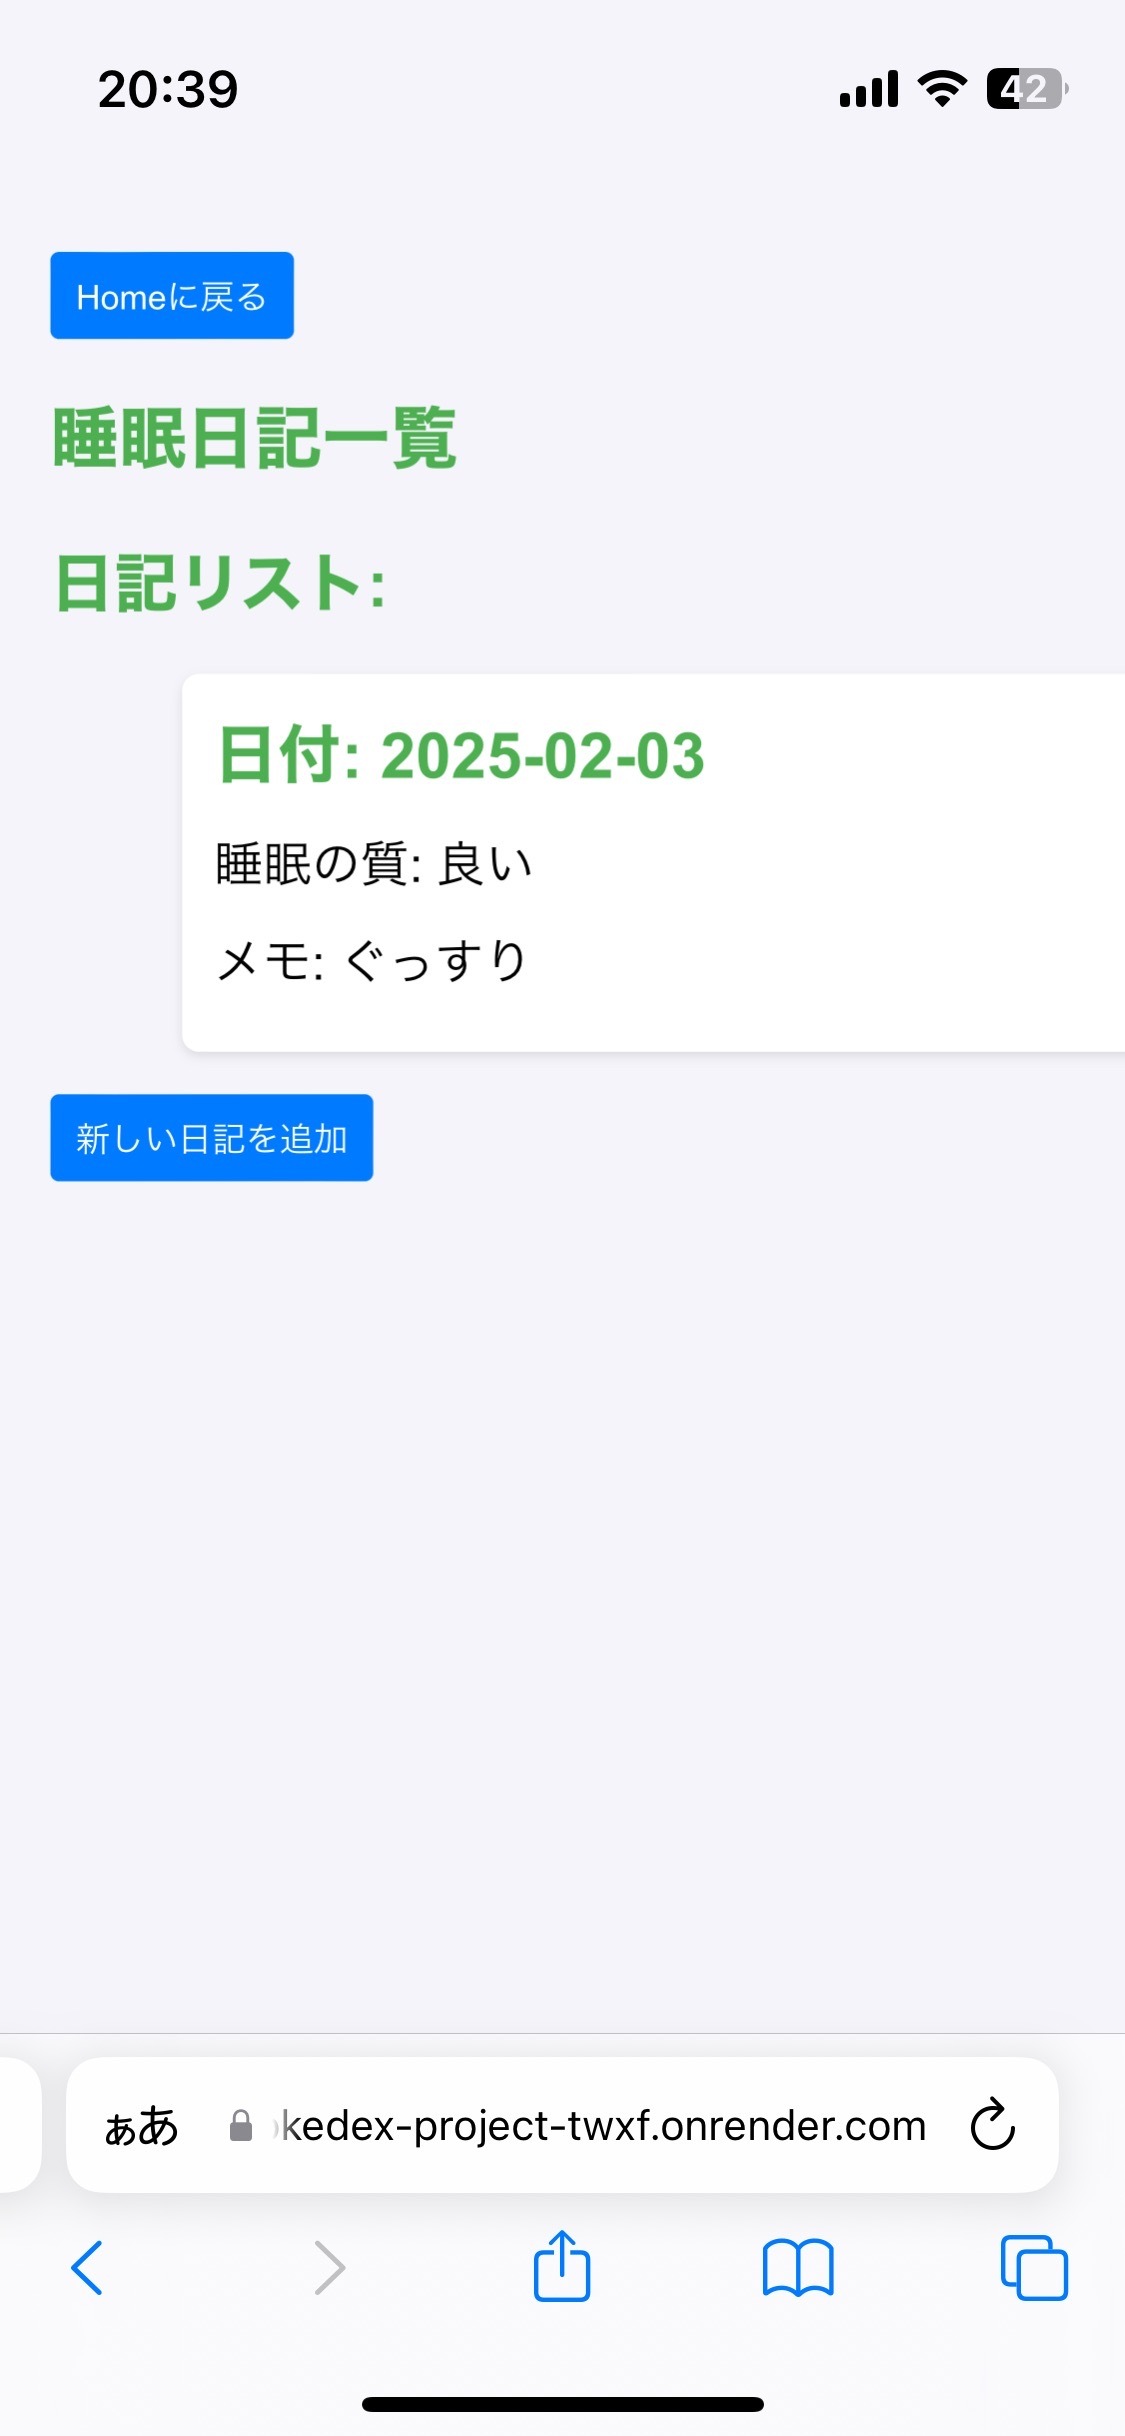 20:39
42
Homeに戻る
睡眠日記一覧
日記リスト:
日付: 2025-02-03
睡眠の質: 良い
メモ: ぐっすり
新しい日記を追加
ぁあ kedex-project-twxf.onrender.com